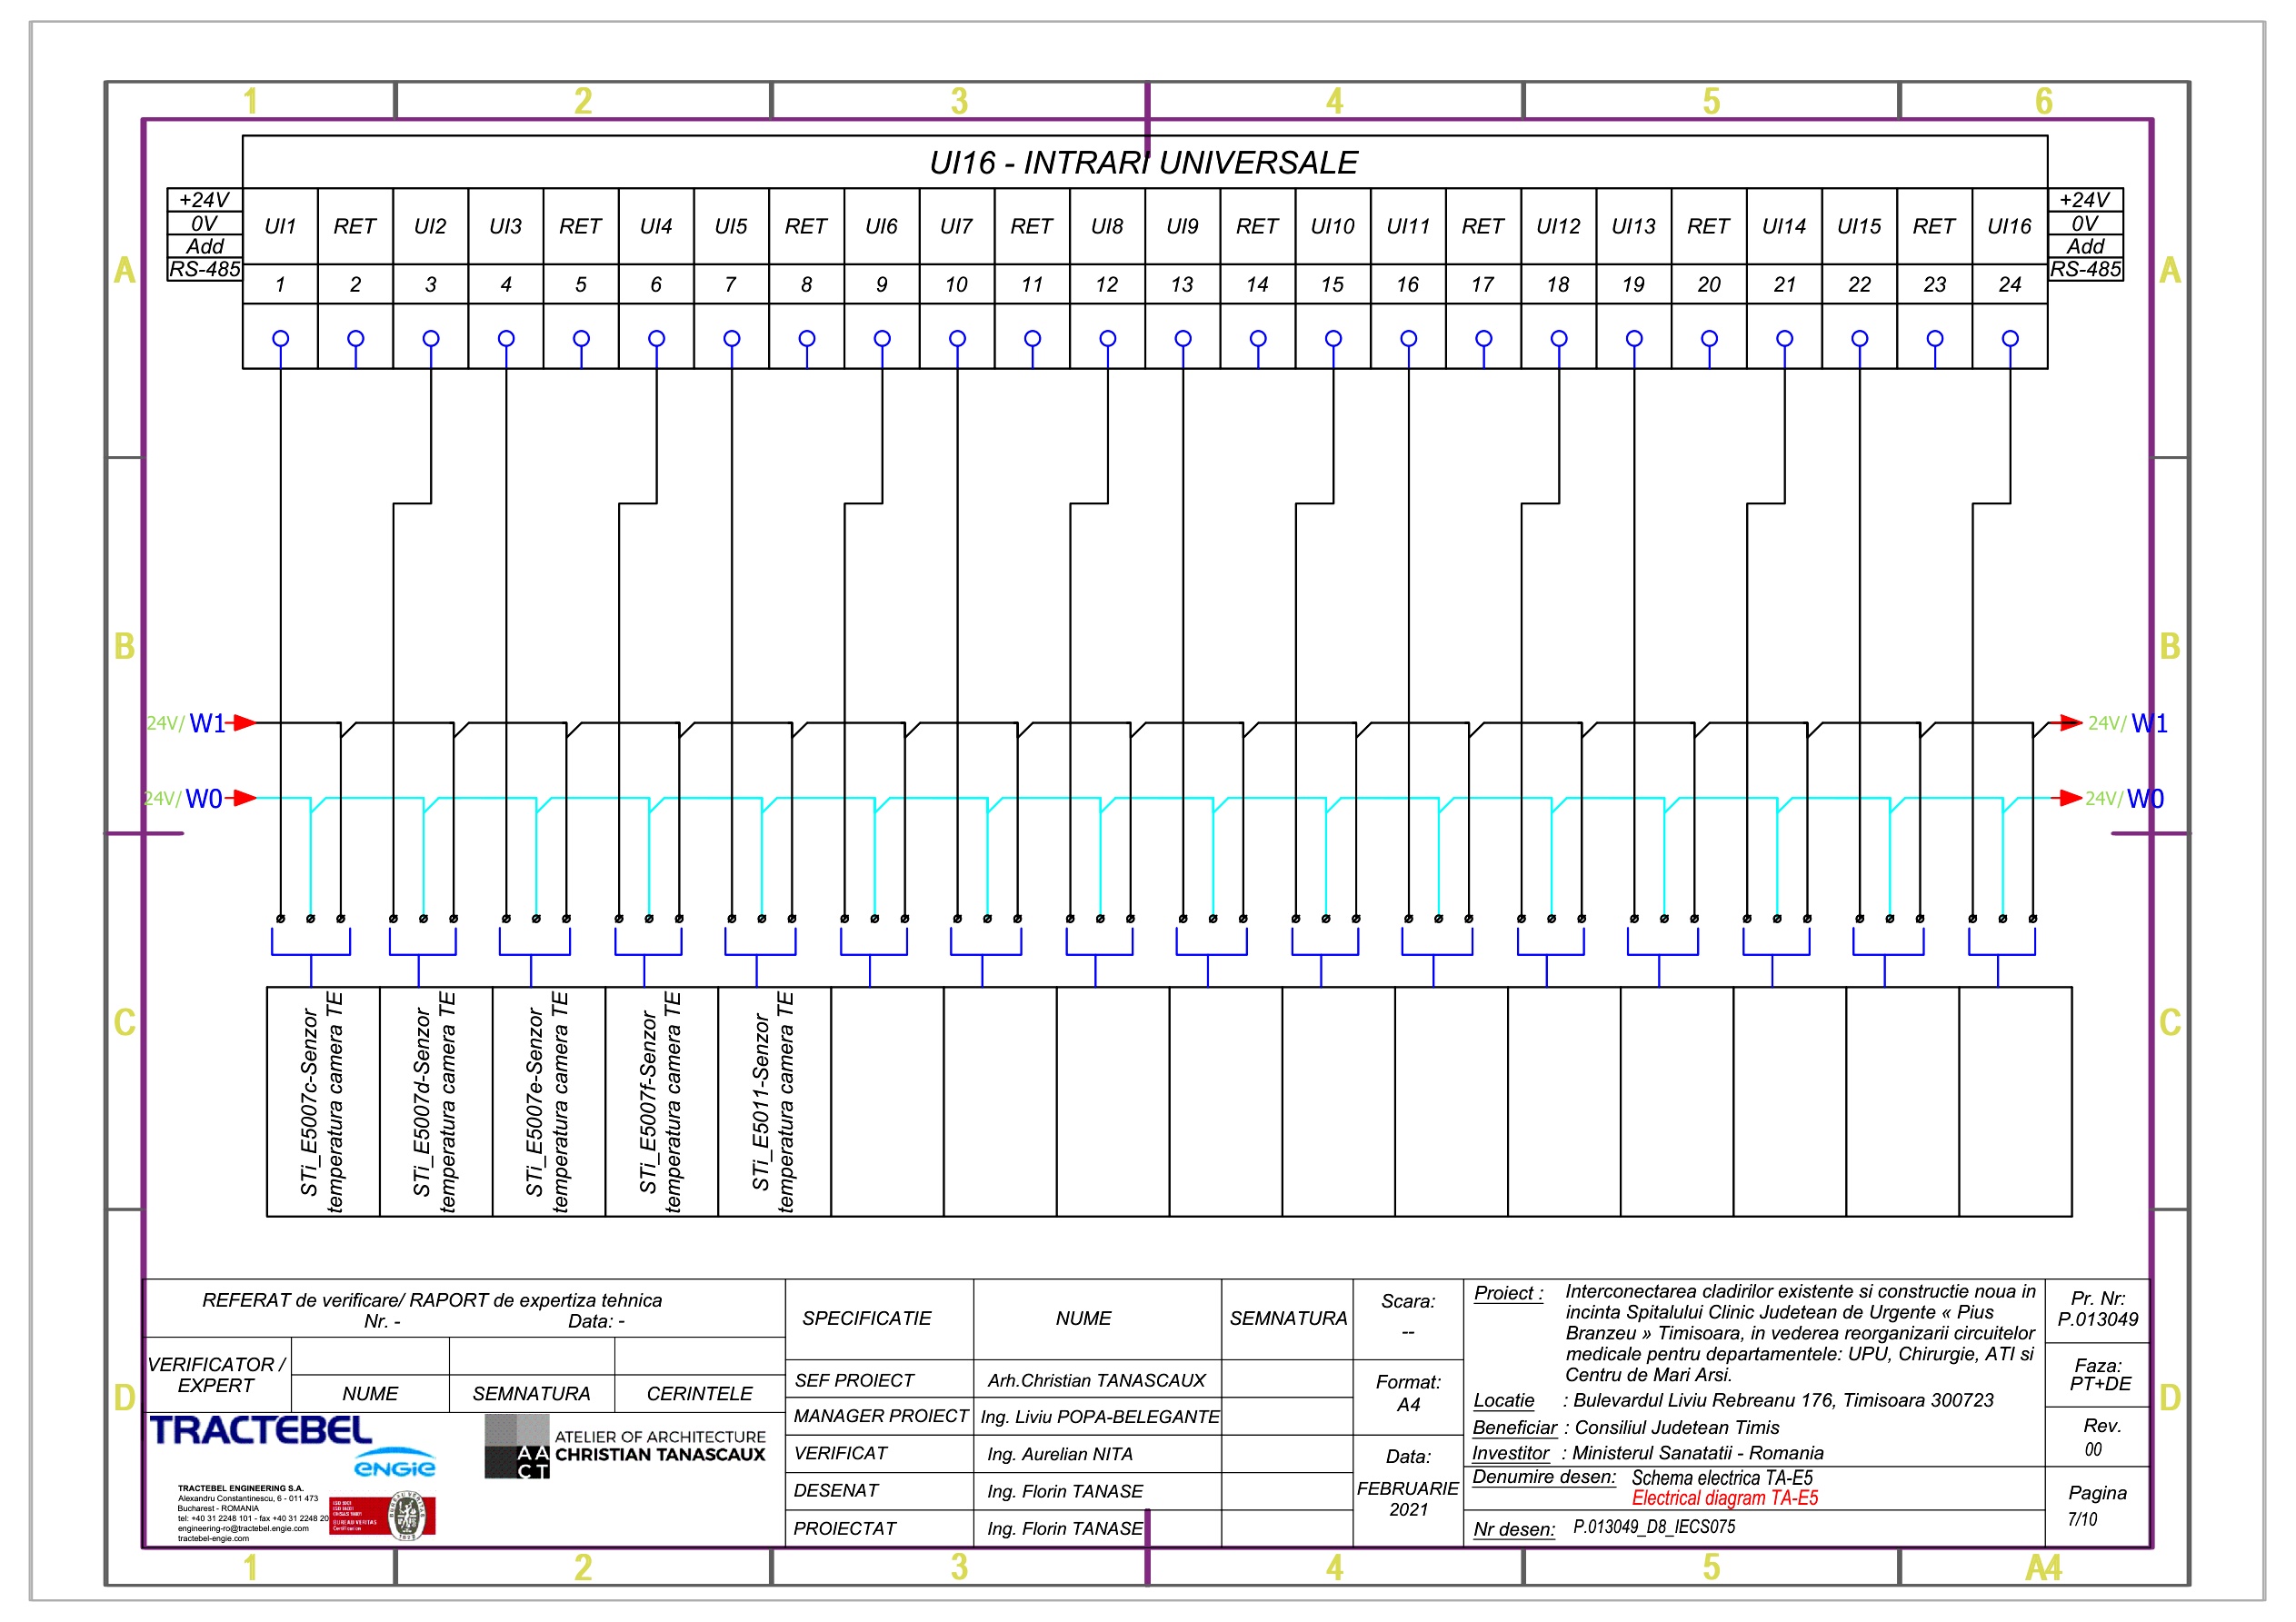 1 2 3 4 5 6
UI16 - INTRARI UNIVERSALE
+24V
0V
Add
RS-485
UI1 RET UI2 UI3 RET UI4 UI5 RET UI6 UI7 RET UI8 UI9 RET UI10 UI11 RET UI12 UI13 RET UI14 UI15 RET UI16
+24V
0V
Add
RS-485
1 2 3 4 5 6 7 8 9 10 11 12 13 14 15 16 17 18 19 20 21 22 23 24
A A
B B
24V/ W1 24V/ W1
24V/ W0 24V/ W0
C C
STi_E5007c-Senzor
temperatura camera TE
STi_E5007d-Senzor
temperatura camera TE
STi_E5007e-Senzor
temperatura camera TE
STi_E5007f-Senzor
temperatura camera TE
STi_E5011-Senzor
temperatura camera TE
D D
REFERAT de verificare/ RAPORT de expertiza tehnica
Nr. - Data: -
VERIFICATOR /
EXPERT
NUME SEMNATURA CERINTELE
TRACTEBEL
ENGIE
AA
CT
ATELIER OF ARCHITECTURE
CHRISTIAN TANASCAUX
TRACTEBEL ENGINEERING S.A.
Alexandru Constantinescu, 6 - 011 473
Bucharest - ROMANIA
tel: +40 31 2248 101 - fax +40 31 2248 20
engineering-ro@tractebel.engie.com
tractebel-engie.com
BUREAU VERITAS
Certification
SPECIFICATIE NUME SEMNATURA
SEF PROIECT Arh.Christian TANASCAUX
MANAGER PROIECT Ing. Liviu POPA-BELEGANTE
VERIFICAT Ing. Aurelian NITA
DESENAT Ing. Florin TANASE
PROIECTAT Ing. Florin TANASE
Scara:
--
Format:
A4
Data:
FEBRUARIE
2021
Proiect : Interconectarea cladirilor existente si constructie noua in
incinta Spitalului Clinic Judetean de Urgente « Pius
Branzeu » Timisoara, in vederea reorganizarii circuitelor
medicale pentru departamentele: UPU, Chirurgie, ATI si
Centru de Mari Arsi.
Locatie : Bulevardul Liviu Rebreanu 176, Timisoara 300723
Beneficiar : Consiliul Judetean Timis
Investitor : Ministerul Sanatatii - Romania
Denumire desen: Schema electrica TA-E5
Electrical diagram TA-E5
Nr desen: P.013049_D8_IECS075
Pr. Nr:
P.013049
Faza:
PT+DE
Rev.
00
Pagina
7/10
1 2 3 4 5 A4